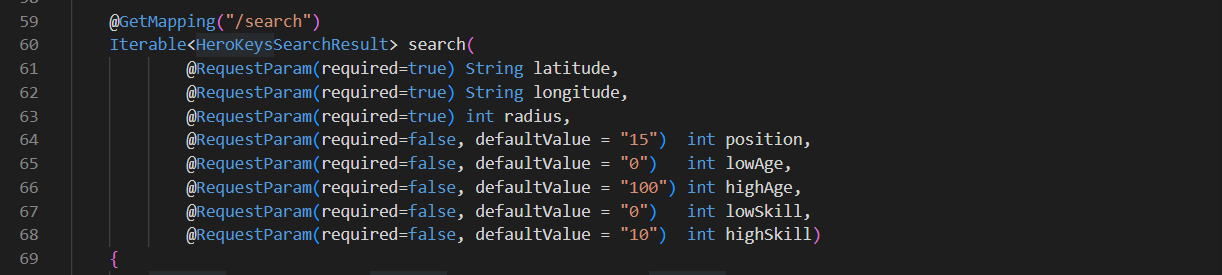 59 @GetMapping("/search")
60 Iterable<HeroKeysSearchResult> search(
61 @RequestParam(required=true) String latitude,
62 @RequestParam(required=true) String longitude,
63 @RequestParam(required=true) int radius,
64 @RequestParam(required=false, defaultValue = "15")  int position,
65 @RequestParam(required=false, defaultValue = "0")   int lowAge,
66 @RequestParam(required=false, defaultValue = "100") int highAge,
67 @RequestParam(required=false, defaultValue = "0")   int lowSkill,
68 @RequestParam(required=false, defaultValue = "10")  int highSkill)
69 {